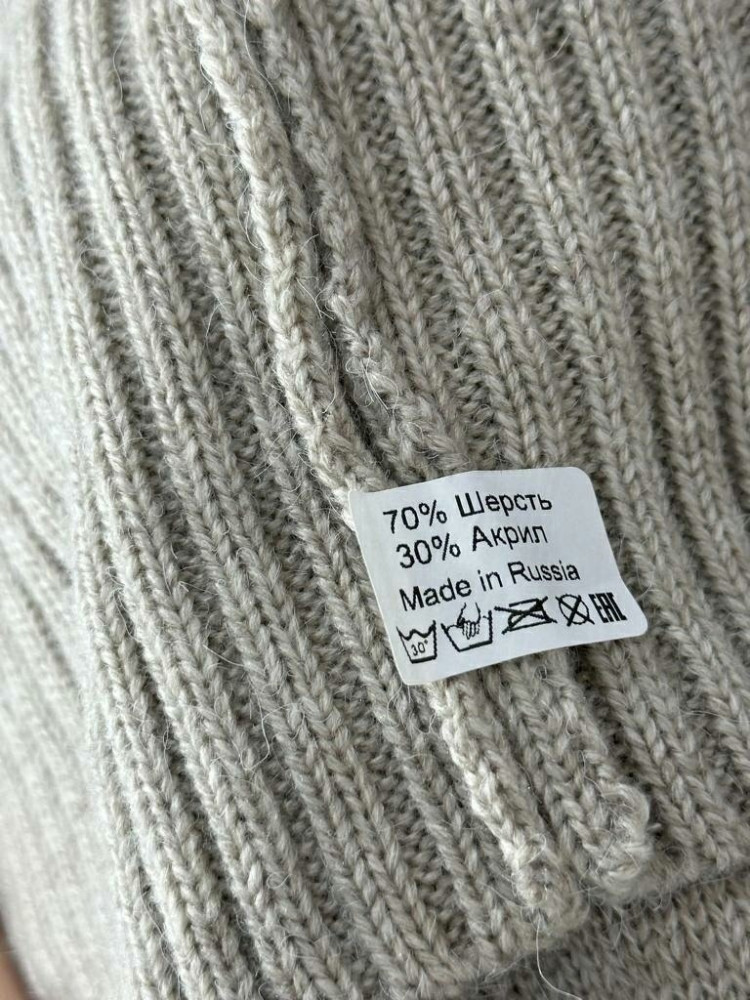 70% Шерсть
30% Акрил
Made in Russia
30° EAC